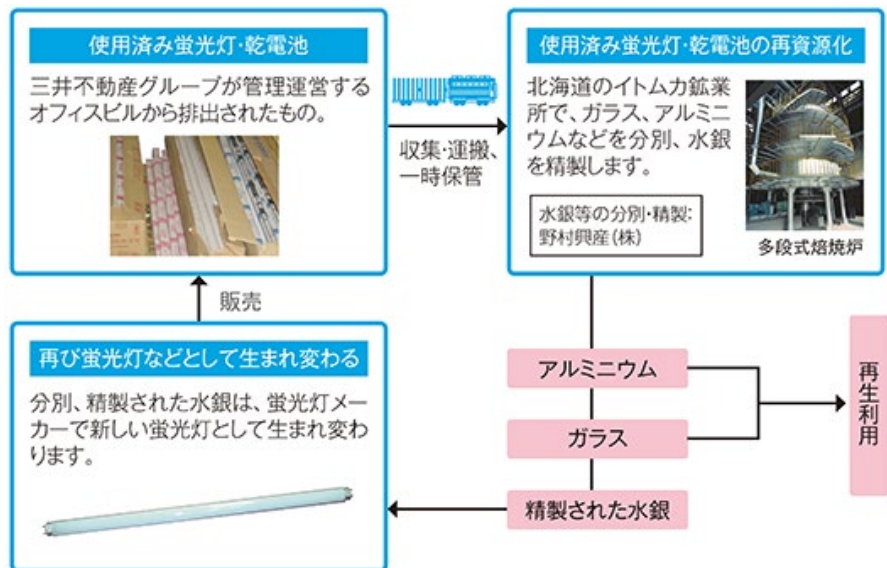 使用済み蛍光灯・乾電池
三井不動産グループが管理運営する
オフィスビルから排出されたもの。
収集・運搬、
一時保管
使用済み蛍光灯・乾電池の再資源化
北海道のイトムカ鉱業
所で、ガラス、アルミニ
ウムなどを分別、水銀
を精製します。
水銀等の分別・精製：
野村興産（株）
多段式焙焼炉
アルミニウム
ガラス
精製された水銀
再生利用
再び蛍光灯などとして生まれ変わる
分別、精製された水銀は、蛍光灯メー
カーで新しい蛍光灯として生まれ変わ
ります。
販売